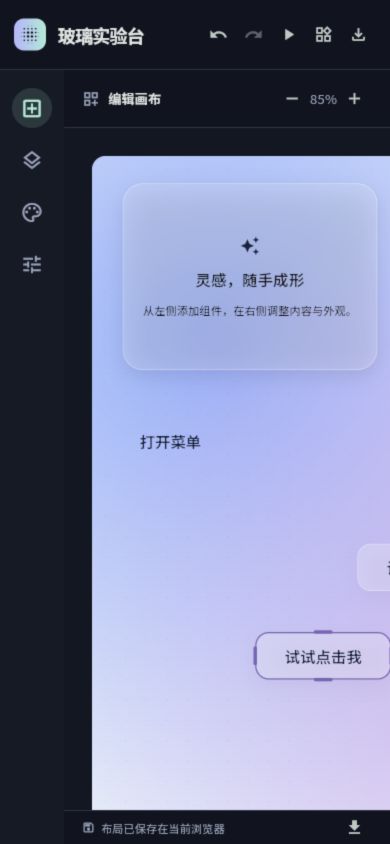 玻璃实验台
编辑画布
85%
灵感，随手成形
从左侧添加组件，在右侧调整内容与外观。
打开菜单
试试点击我
布局已保存在当前浏览器